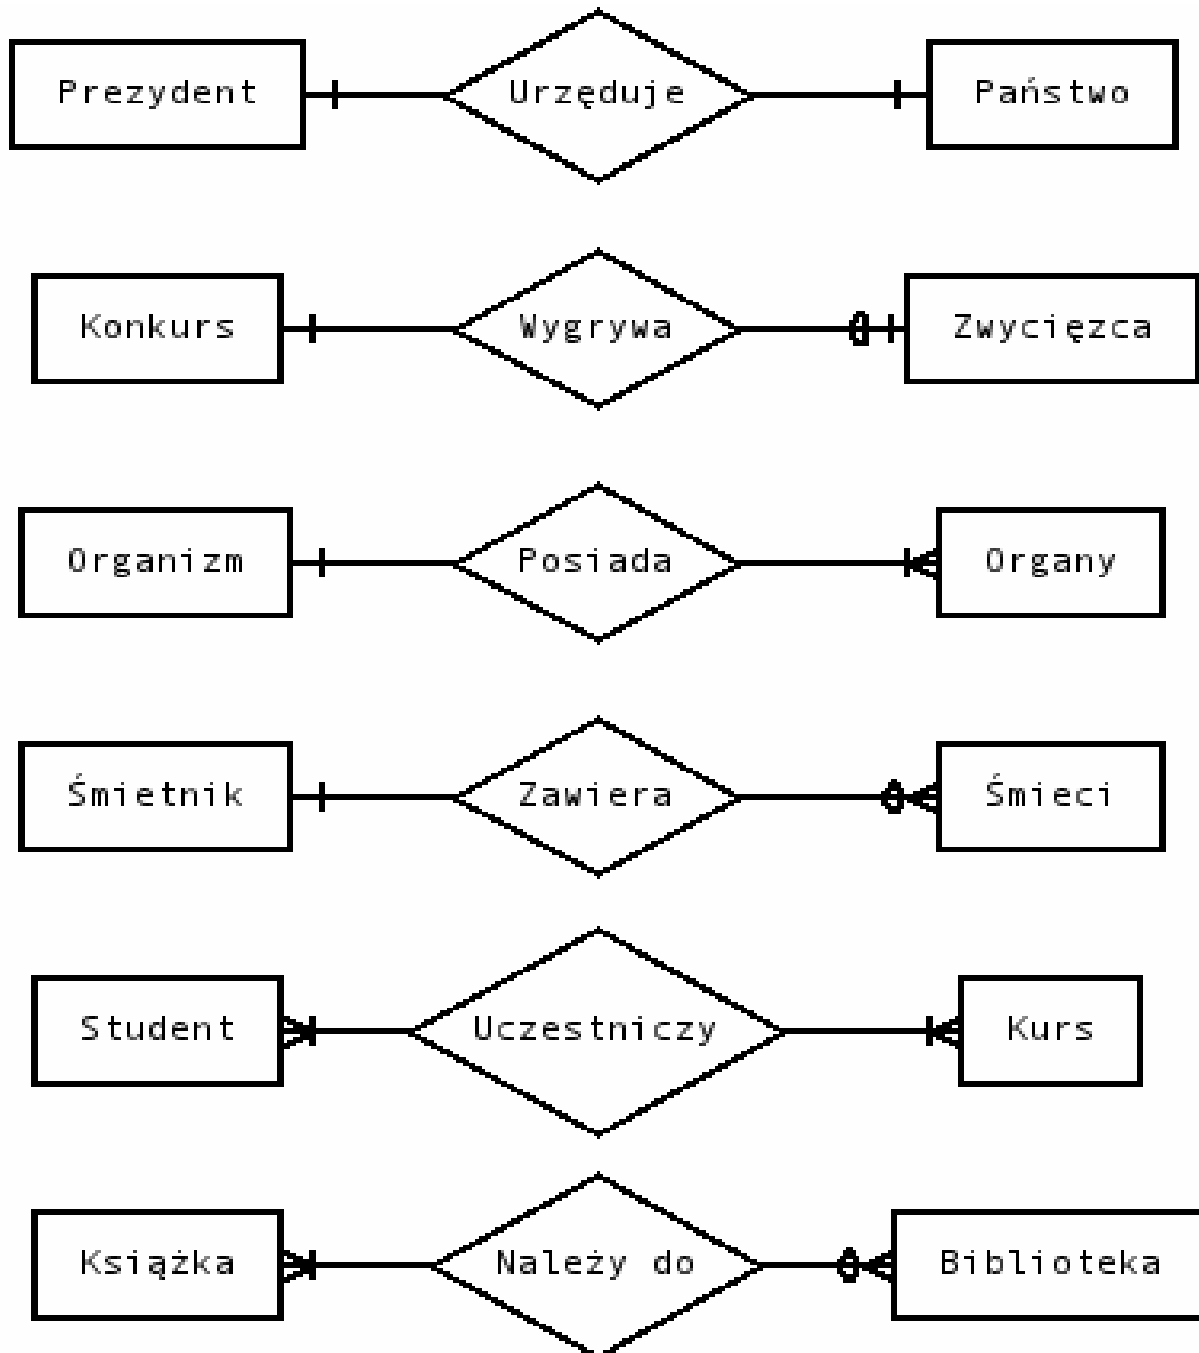 Prezydent Urzęduje Państwo
Konkurs Wygrywa Zwycięzca
Organizm Posiada Organy
Śmietnik Zawiera Śmieci
Student Uczestniczy Kurs
Książka Należy do Biblioteka